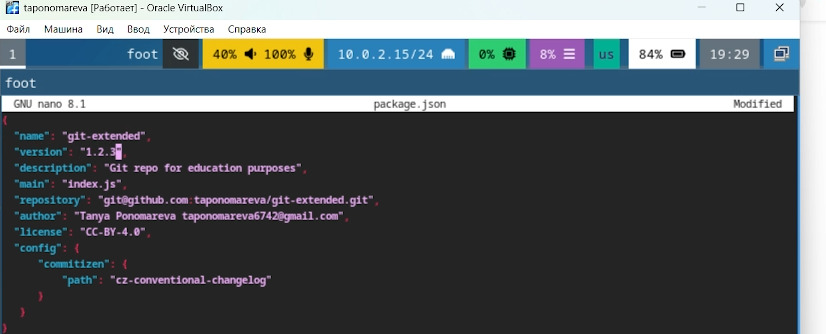 taponomareva [Работает] - Oracle VirtualBox
Файл Машина Вид Ввод Устройства Справка
1 foot 40% 100% 10.0.2.15/24 0% 8% us 84% 19:29
foot
GNU nano 8.1 package.json Modified
{
"name": "git-extended",
"version": "1.2.3"
"description": "Git repo for education purposes",
"main": "index.js",
"repository": "git@github.com:taponomareva/git-extended.git",
"author": "Tanya Ponomareva taponomareva6742@gmail.com",
"license": "CC-BY-4.0",
"config": {
"commitizen": {
"path": "cz-conventional-changelog"
}
}
}